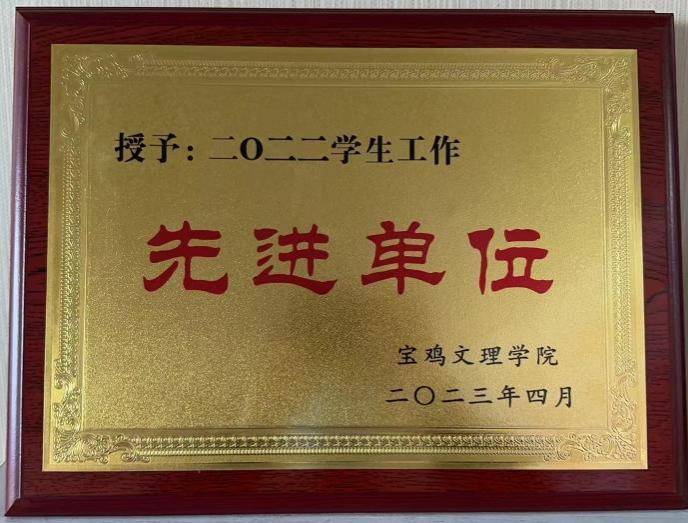 授予：二〇二二学生工作
先进单位
宝鸡文理学院
二〇二三年四月